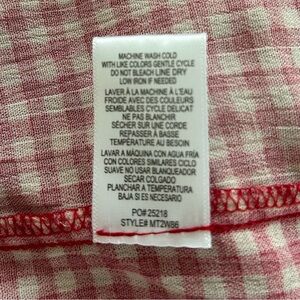 MACHINE WASH COLD
WITH LIKE COLORS GENTLE CYCLE
DO NOT BLEACH LINE DRY
LOW IRON IF NEEDED
LAVER À LA MACHINE À L'EAU
FROIDE AVEC DES COULEURS
SEMBLABLES CYCLE DELICAT
NE PAS BLANCHIR
SÉCHER SUR UNE CORDE
REPASSER À BASSE
TEMPÉRATURE AU BESOIN
LAVAR A MÁQUINA CON AGUA FRÍA
CON COLORES SIMILARES CICLO
SUAVE NO USAR BLANQUEADOR
SECAR COLGADO
PLANCHAR A TEMPERATURA
BAJA SI ES NECESARIO
PO# 25218
STYLE# MT2W86